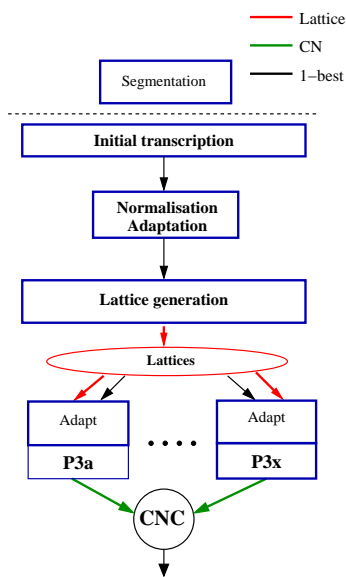 Lattice
CN
1−best
Segmentation
Initial transcription
Normalisation
Adaptation
Lattice generation
Lattices
Adapt
Adapt
P3a
P3x
CNC